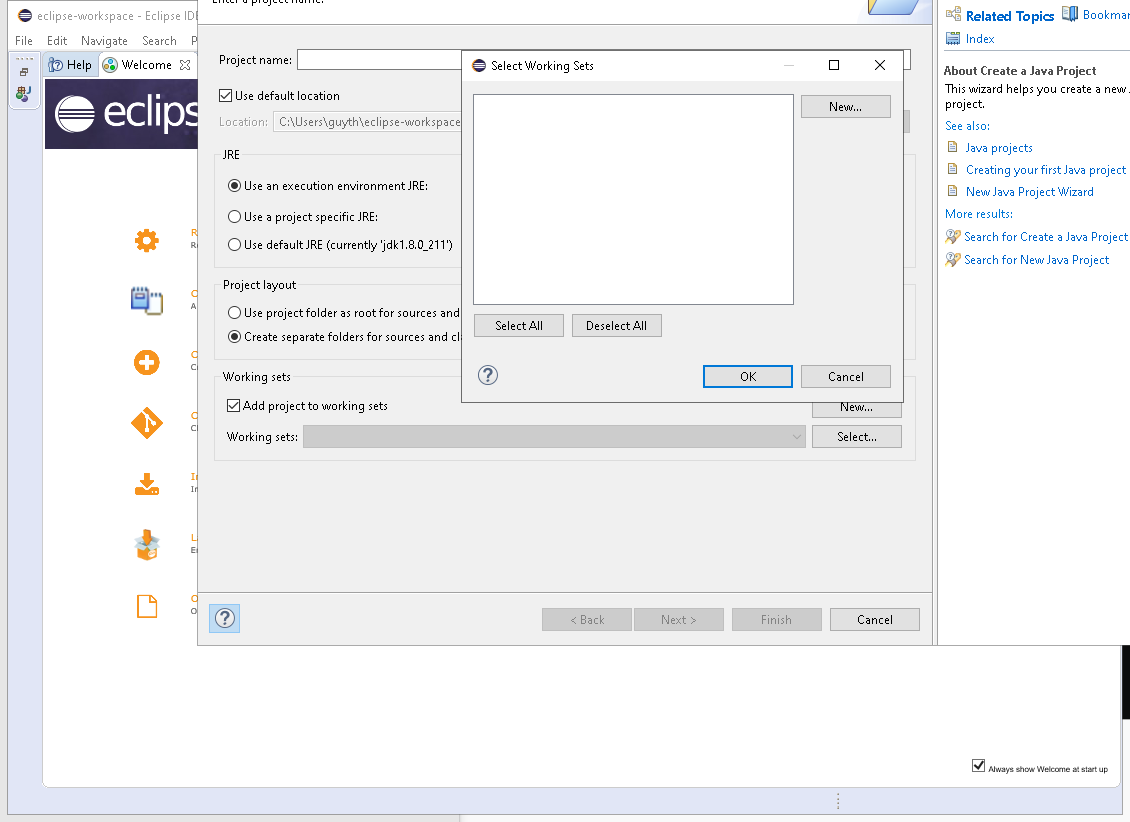 eclipse-workspace - Eclipse IDE
Enter a project name.
File Edit Navigate Search P
Help Welcome
eclips
Project name:
Use default location
Location: C:\Users\guyth\eclipse-workspace
JRE
Use an execution environment JRE:
Use a project specific JRE:
Use default JRE (currently 'jdk1.8.0_211')
Project layout
Use project folder as root for sources and
Create separate folders for sources and cl
Working sets
Add project to working sets
New...
Working sets:
Select...
< Back
Next >
Finish
Cancel
Select Working Sets
New...
Select All
Deselect All
OK
Cancel
Related Topics
Bookmar
Index
About Create a Java Project
This wizard helps you create a new
project.
See also:
Java projects
Creating your first Java project
New Java Project Wizard
More results:
Search for Create a Java Project
Search for New Java Project
Always show Welcome at start up